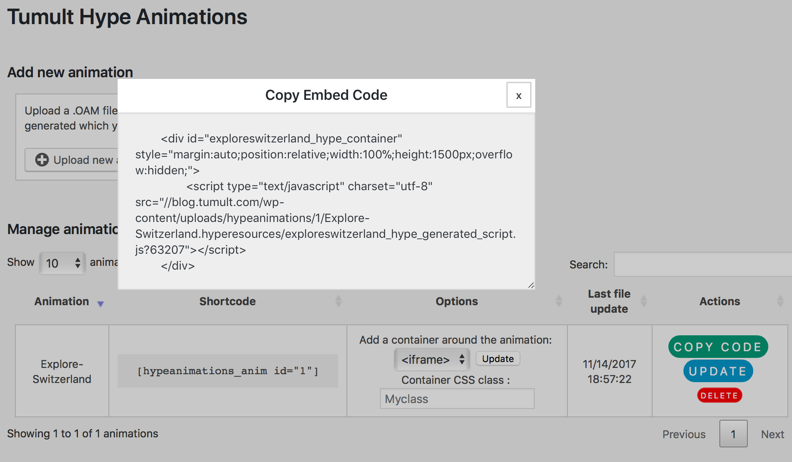 Tumult Hype Animations
Add new animation
Upload a .OAM file
generated which y
Upload new a
Copy Embed Code
x
<div id="exploreswitzerland_hype_container"
style="margin:auto;position:relative;width:100%;height:1500px;overflo
w:hidden;">
<script type="text/javascript" charset="utf-8"
src="//blog.tumult.com/wp-
content/uploads/hypeanimations/1/Explore-
Switzerland.hyperesources/exploreswitzerland_hype_generated_script.
js?63207"></script>
</div>
Manage animatio
Show 10 anima
Search:
Animation Shortcode Options Last file update Actions
Explore-
Switzerland
[hypeanimations_anim id="1"]
Add a container around the animation:
<iframe> Update
Container CSS class :
Myclass
11/14/2017
18:57:22
COPY CODE
UPDATE
DELETE
Showing 1 to 1 of 1 animations
Previous 1 Next